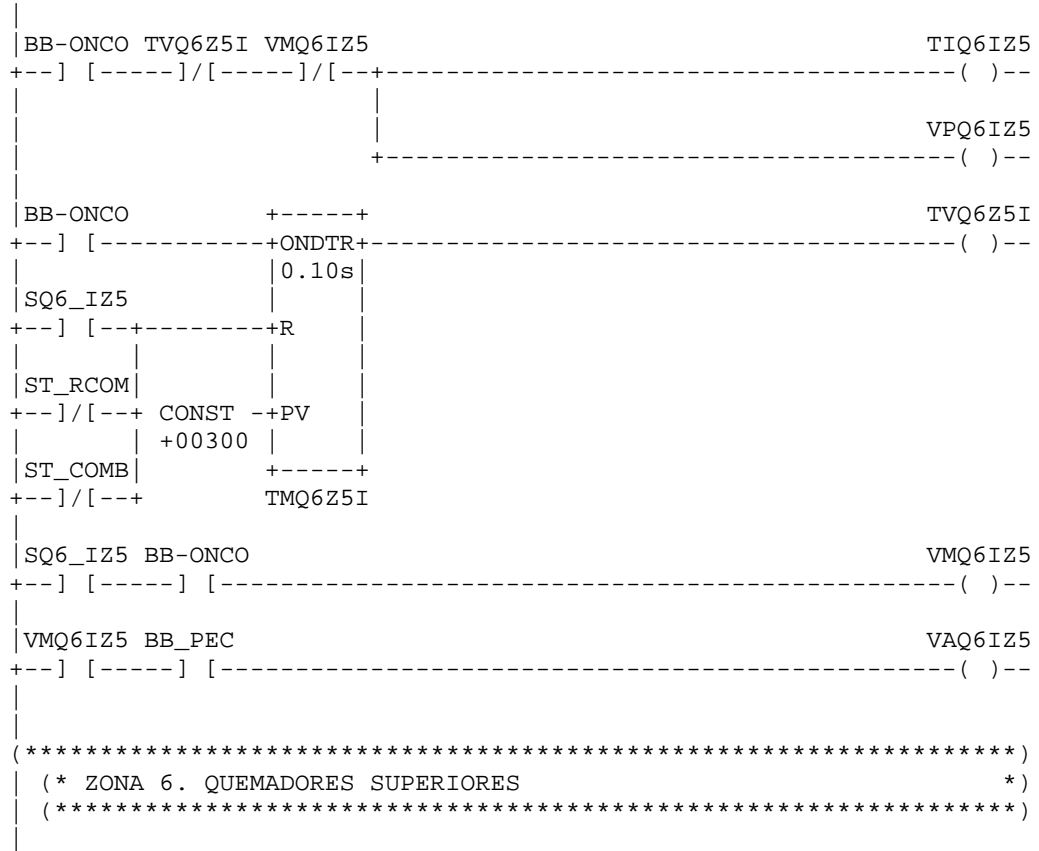 |
|BB-ONCO TVQ6Z5I VMQ6IZ5                                     TIQ6IZ5
+--] [-----]/[-----]/[--+--------------------------------------( )--
|                       |
|                       |                                    VPQ6IZ5
|                       +--------------------------------------( )--
|
|BB-ONCO         +-----+                                     TVQ6Z5I
+--] [-----------+ONDTR+---------------------------------------( )--
|                |0.10s|
|SQ6_IZ5         |     |
+--] [--+--------+R    |
|       |        |     |
|ST_RCOM|        |     |
+--]/[--+ CONST -+PV   |
|       | +00300 |     |
|ST_COMB|        +-----+
+--]/[--+        TMQ6Z5I
|
|SQ6_IZ5 BB-ONCO                                             VMQ6IZ5
+--] [-----] [-------------------------------------------------( )--
|
|VMQ6IZ5 BB_PEC                                              VAQ6IZ5
+--] [-----] [-------------------------------------------------( )--
|
|
(******************************************************************)
| (* ZONA 6. QUEMADORES SUPERIORES                                *)
| (****************************************************************)
|